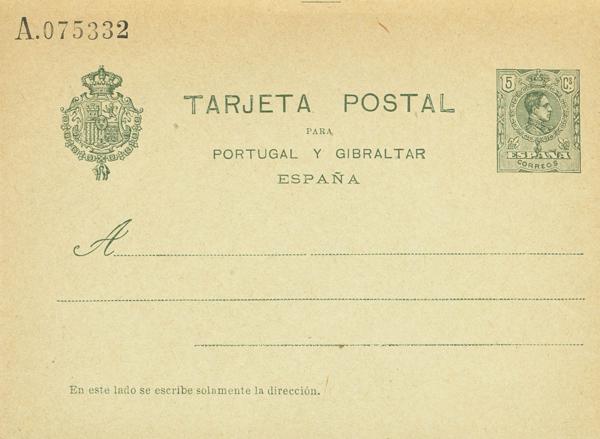 A.075332
TARJETA POSTAL
PARA
PORTUGAL Y GIBRALTAR
ESPAÑA
5 Cs
ESPAÑA
CORREOS
A
En este lado se escribe solamente la dirección.